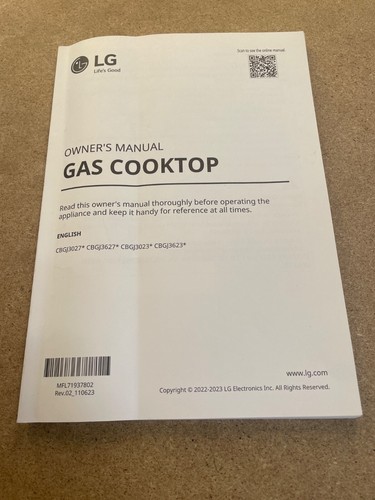 Scan to see the online manual.
LG
Life's Good
OWNER'S MANUAL
GAS COOKTOP
Read this owner's manual thoroughly before operating the
appliance and keep it handy for reference at all times.
ENGLISH
CBGJ3027* CBGJ3627* CBGJ3023* CBGJ3623*
MFL71937802
Rev.02_110623
www.lg.com
Copyright © 2022-2023 LG Electronics Inc. All Rights Reserved.